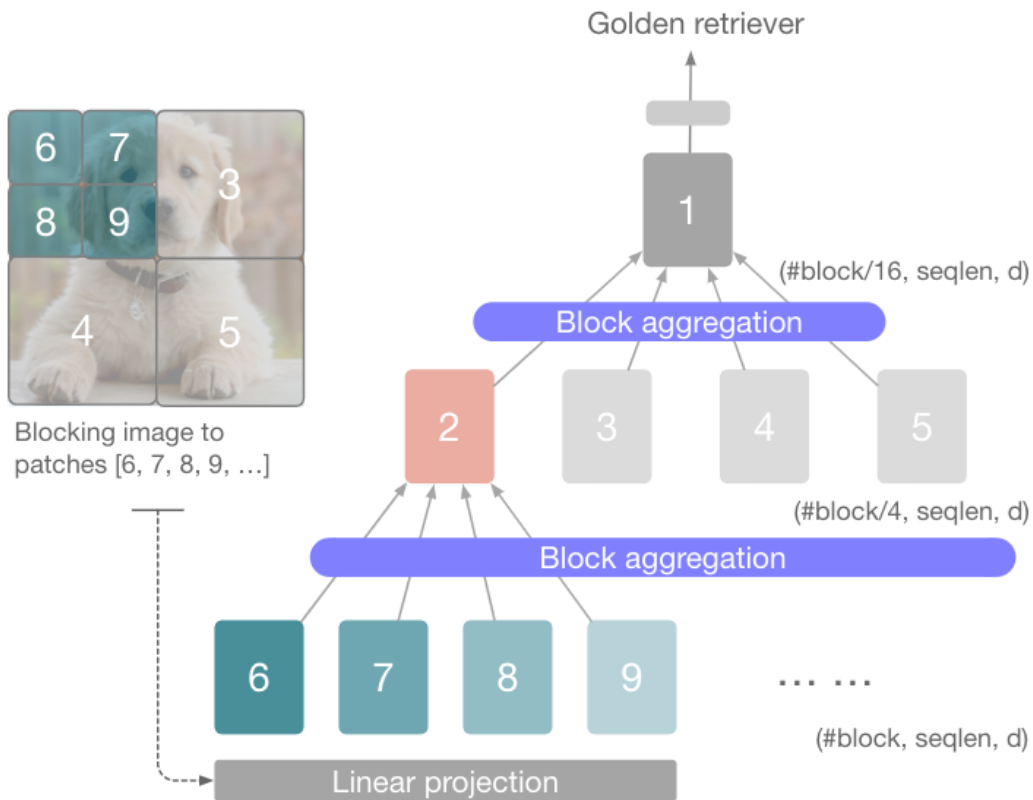 Golden retriever
6
7
3
8
9
4
5
Blocking image to
patches [6, 7, 8, 9, ...]
1
(#block/16, seqlen, d)
Block aggregation
2
3
4
5
(#block/4, seqlen, d)
Block aggregation
6
7
8
9
... ...
(#block, seqlen, d)
Linear projection